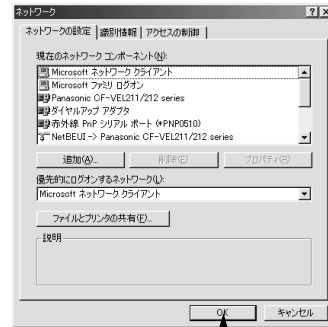 ネットワーク
ネットワークの設定 識別情報 アクセスの制御
現在のネットワーク コンポーネント(N):
Microsoft ネットワーク クライアント
Microsoft ファミリ ログオン
Panasonic CF-VEL211/212 series
ダイヤルアップ アダプタ
赤外線 PnP シリアル ポート (*PNP0510)
NetBEUI -> Panasonic CF-VEL211/212 series
追加(A)... 削除(E) プロパティ(R)
優先的にログオンするネットワーク(L):
Microsoft ネットワーク クライアント
ファイルとプリンタの共有(F)...
説明
OK キャンセル